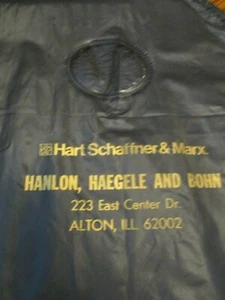 Hart Schaffner & Marx.
HANLON, HAEGELE AND BOHN
223 East Center Dr.
ALTON, ILL. 62002